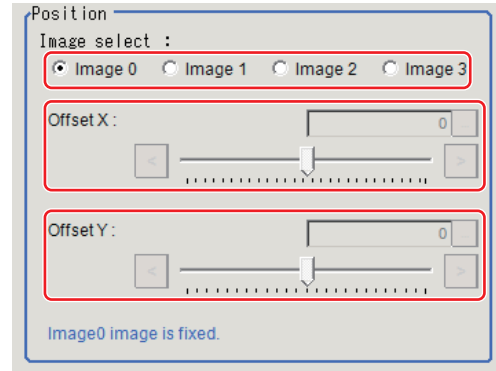 Position
Image select :
Image 0 Image 1 Image 2 Image 3
Offset X : 0 ..
< >
Offset Y : 0 ..
< >
Image0 image is fixed.